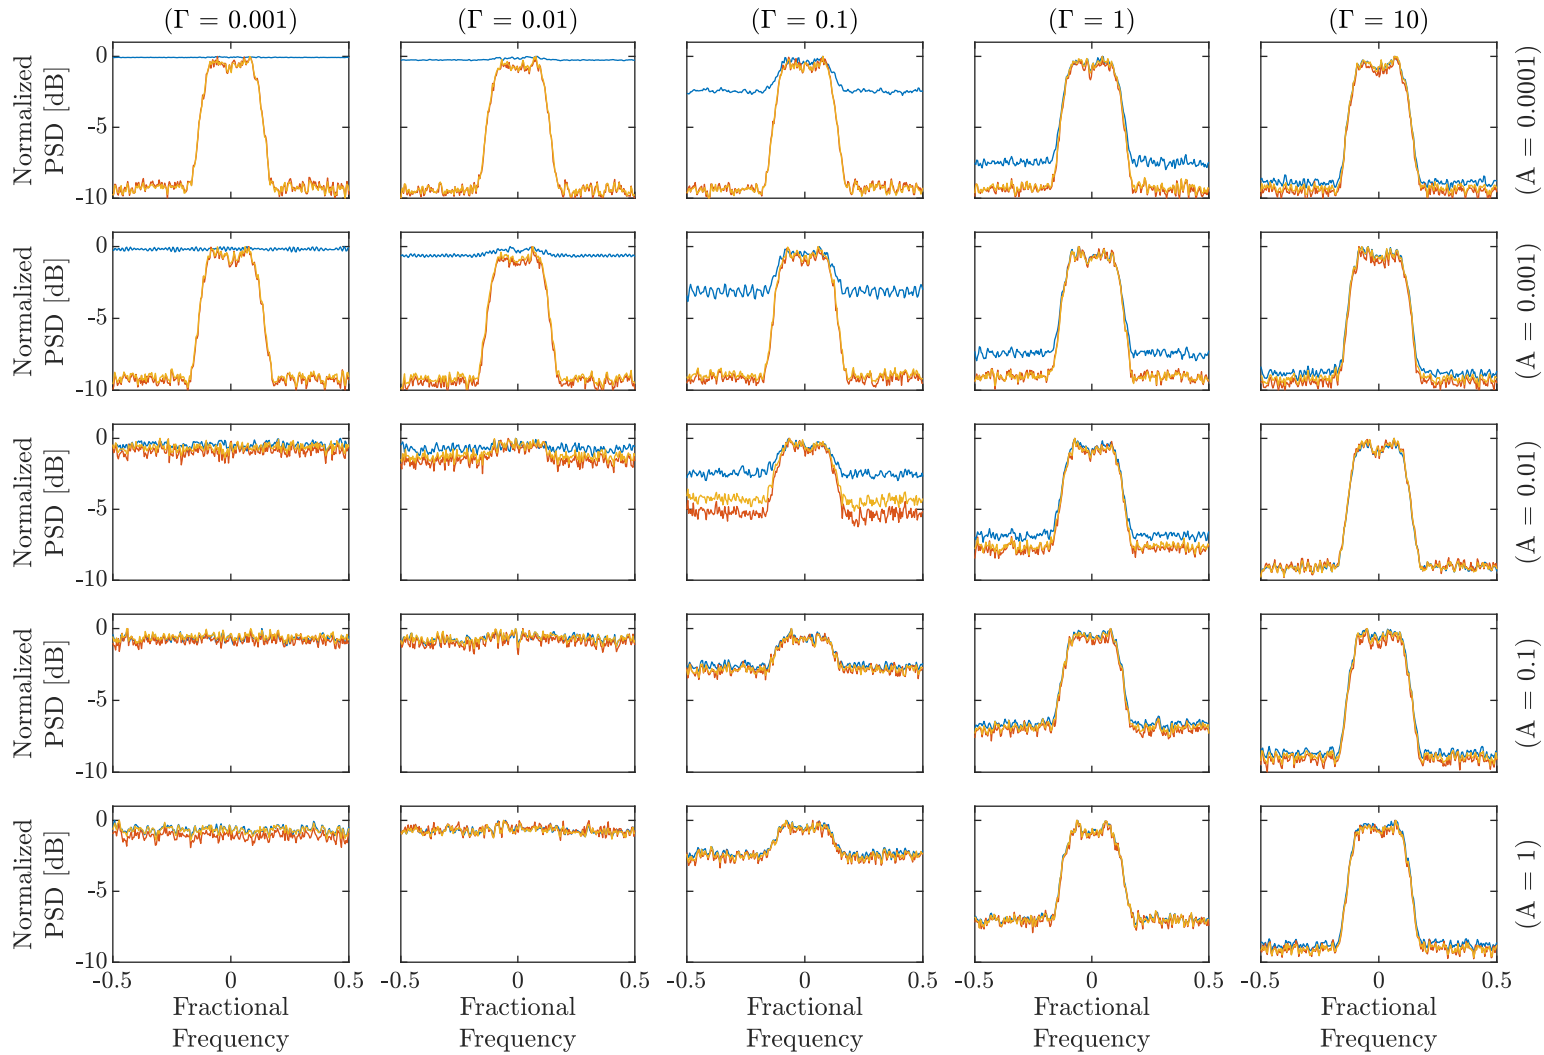 (Γ = 0.001) (Γ = 0.01) (Γ = 0.1) (Γ = 1) (Γ = 10)
Normalized
PSD [dB]
0
-5
-10
(A = 0.0001)
Normalized
PSD [dB]
0
-5
-10
(A = 0.001)
Normalized
PSD [dB]
0
-5
-10
(A = 0.01)
Normalized
PSD [dB]
0
-5
-10
(A = 0.1)
Normalized
PSD [dB]
0
-5
-10
(A = 1)
-0.5 0 0.5 -0.5 0 0.5 -0.5 0 0.5 -0.5 0 0.5 -0.5 0 0.5
Fractional Fractional Fractional Fractional Fractional
Frequency Frequency Frequency Frequency Frequency